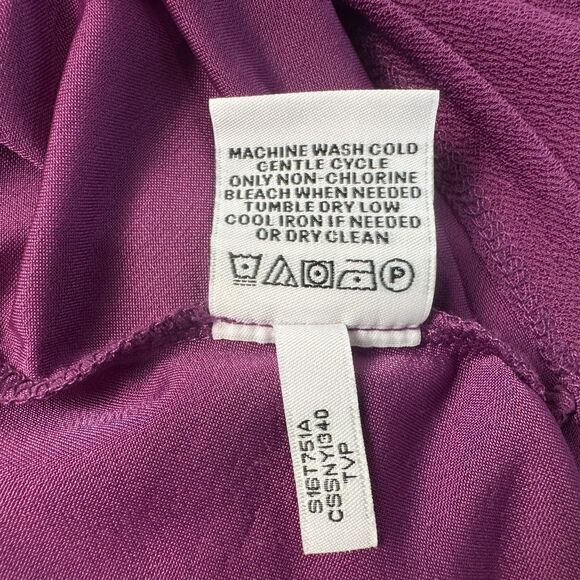 MACHINE WASH COLD
GENTLE CYCLE
ONLY NON-CHLORINE
BLEACH WHEN NEEDED
TUMBLE DRY LOW
COOL IRON IF NEEDED
OR DRY CLEAN
P
S16T751A
CSSNYI340
TVP